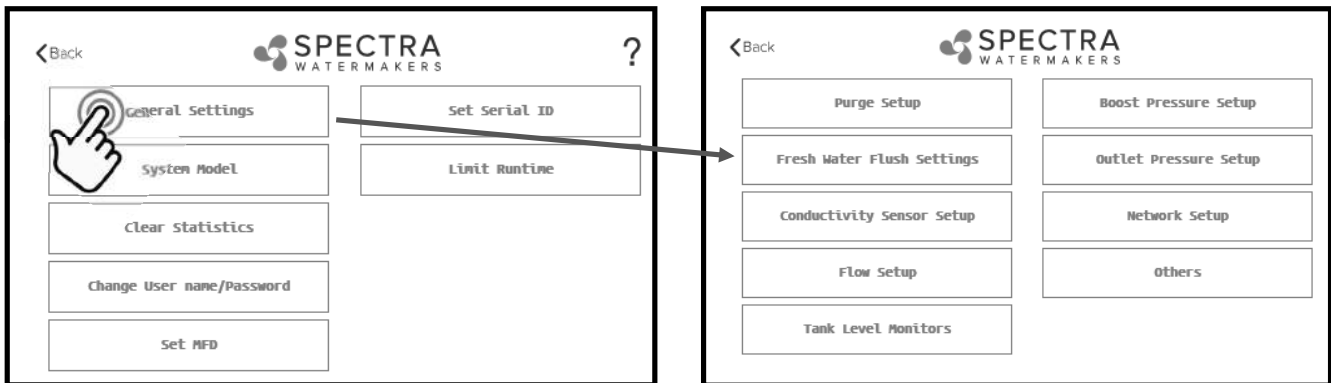 Back
SPECTRA
WATERMAKERS
?
General Settings
Set Serial ID
System Model
Limit Runtime
Clear Statistics
Change User name/Password
Set MFD
Back
SPECTRA
WATERMAKERS
Purge Setup
Boost Pressure Setup
Fresh Water Flush Settings
Outlet Pressure Setup
Conductivity Sensor Setup
Network Setup
Flow Setup
Others
Tank Level Monitors